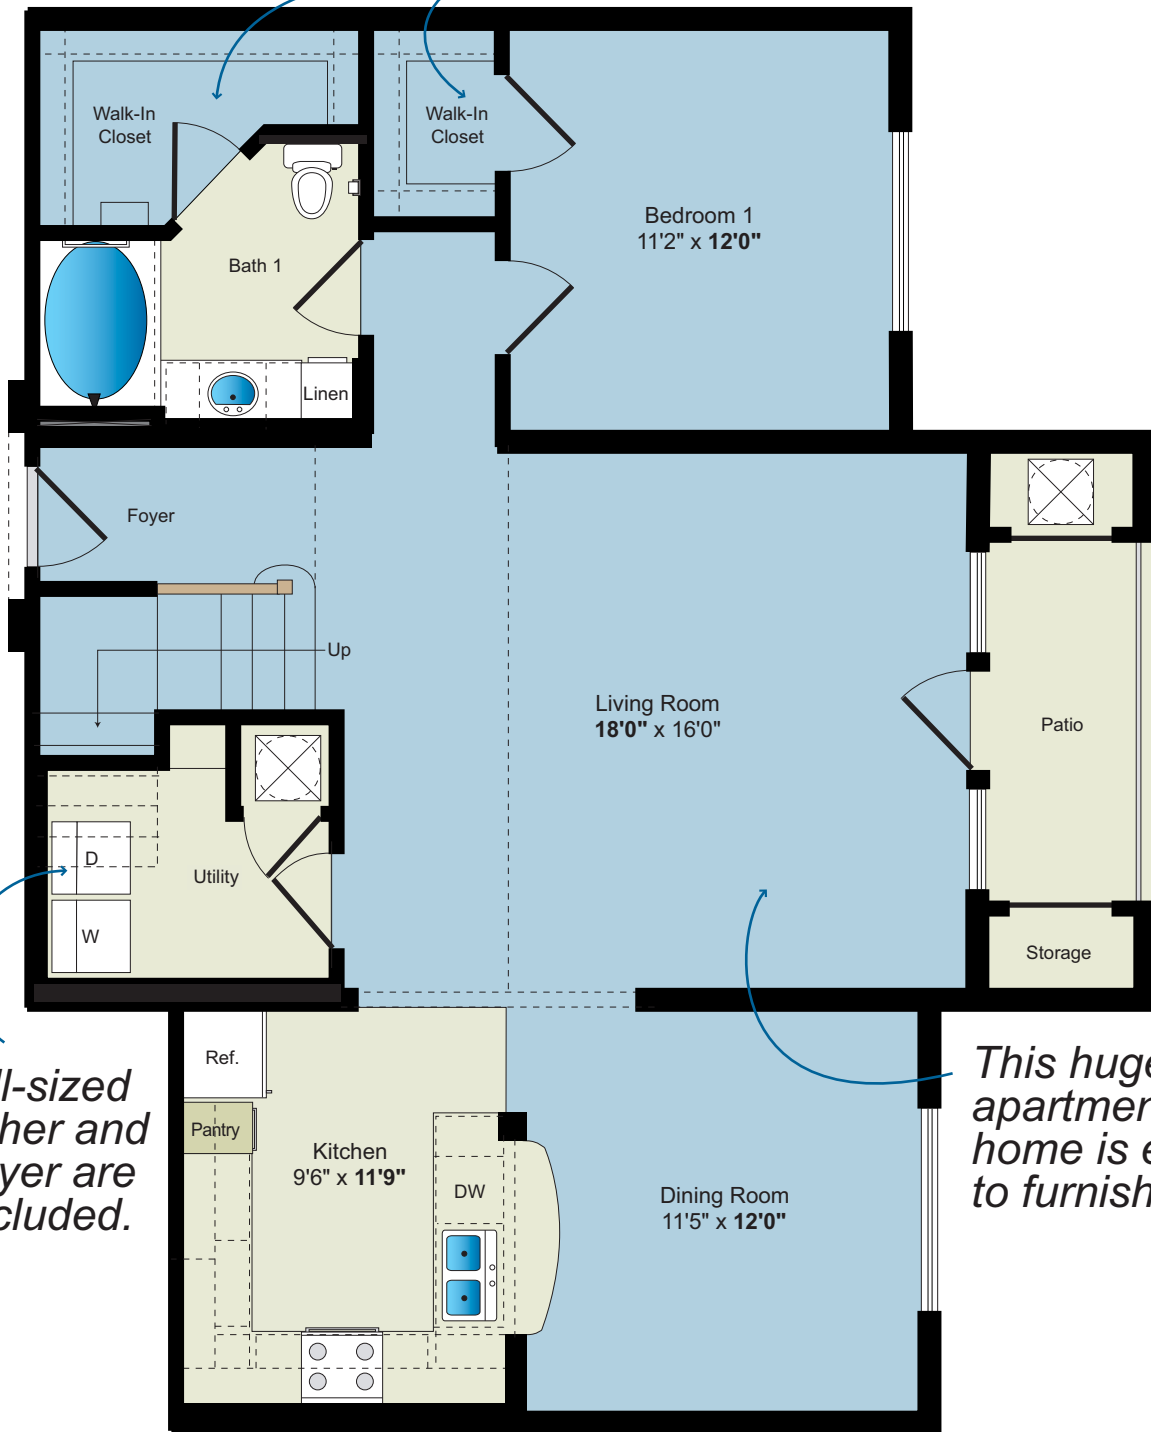 Walk-In
Closet
Walk-In
Closet
Bedroom 1
11'2" x 12'0"
Bath 1
Linen
Foyer
Up
Living Room
18'0" x 16'0"
Patio
D
Utility
W
Storage
Ref.
Pantry
Kitchen
9'6" x 11'9"
DW
Dining Room
11'5" x 12'0"
ll-sized
her and
yer are
cluded.
This huge
apartmen
home is e
to furnish